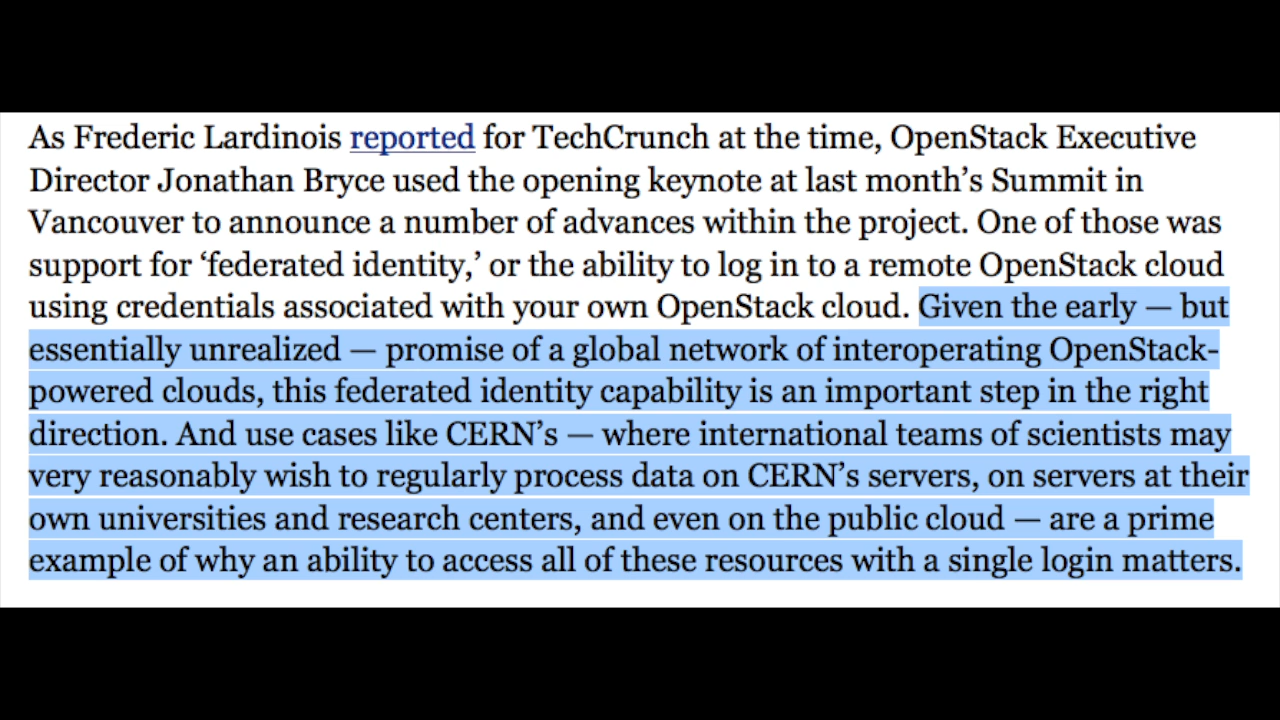 As Frederic Lardinois reported for TechCrunch at the time, OpenStack Executive
Director Jonathan Bryce used the opening keynote at last month’s Summit in
Vancouver to announce a number of advances within the project. One of those was
support for ‘federated identity,’ or the ability to log in to a remote OpenStack cloud
using credentials associated with your own OpenStack cloud. Given the early — but
essentially unrealized — promise of a global network of interoperating OpenStack-
powered clouds, this federated identity capability is an important step in the right
direction. And use cases like CERN’s — where international teams of scientists may
very reasonably wish to regularly process data on CERN’s servers, on servers at their
own universities and research centers, and even on the public cloud — are a prime
example of why an ability to access all of these resources with a single login matters.